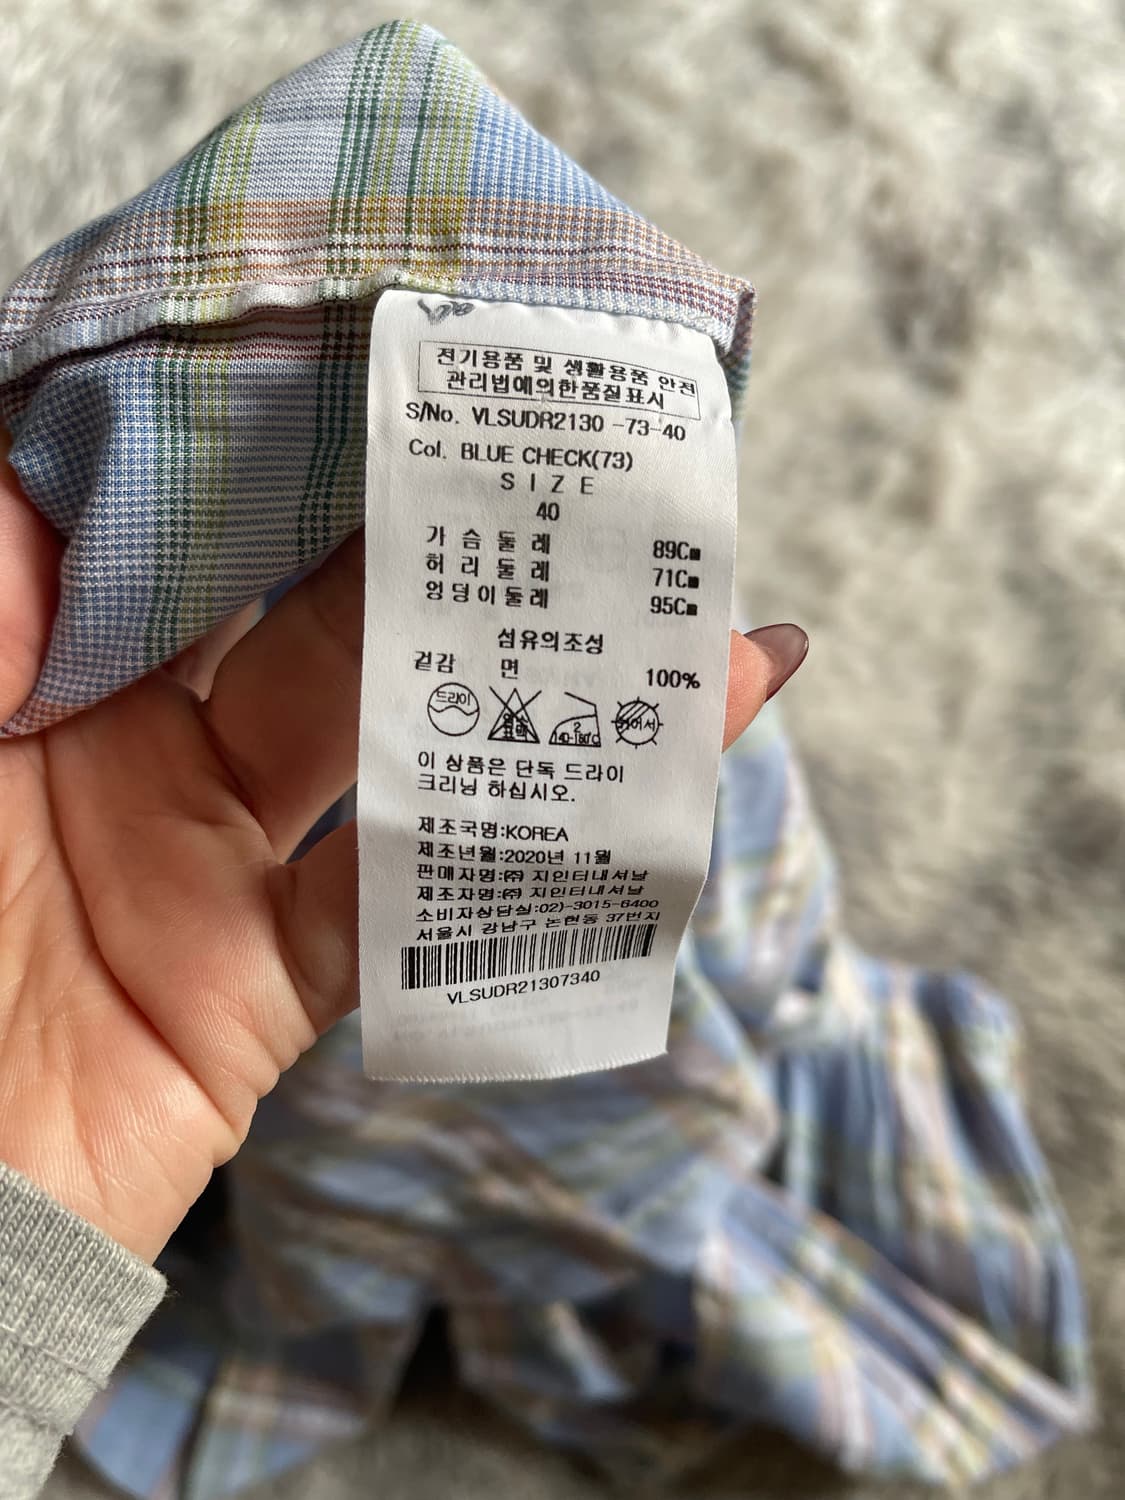 전기용품 및 생활용품 안전
관리법에의한품질표시
S/No. VLSUDR2130 -73-40
Col. BLUE CHECK(73)
SIZE
40
가슴둘레 89Cm
허리둘레 71Cm
엉덩이둘레 95Cm
섬유의조성
겉감 면 100%
드라이
염소 표백
2
140-160℃
이 상품은 단독 드라이
크리닝 하십시오.
제조국명:KOREA
제조년월:2020년 11월
판매자명:㈜ 지인터내셔날
제조자명:㈜ 지인터내셔날
소비자상담실:02)-3015-6400
서울시 강남구 논현동 37번지
VLSUDR21307340